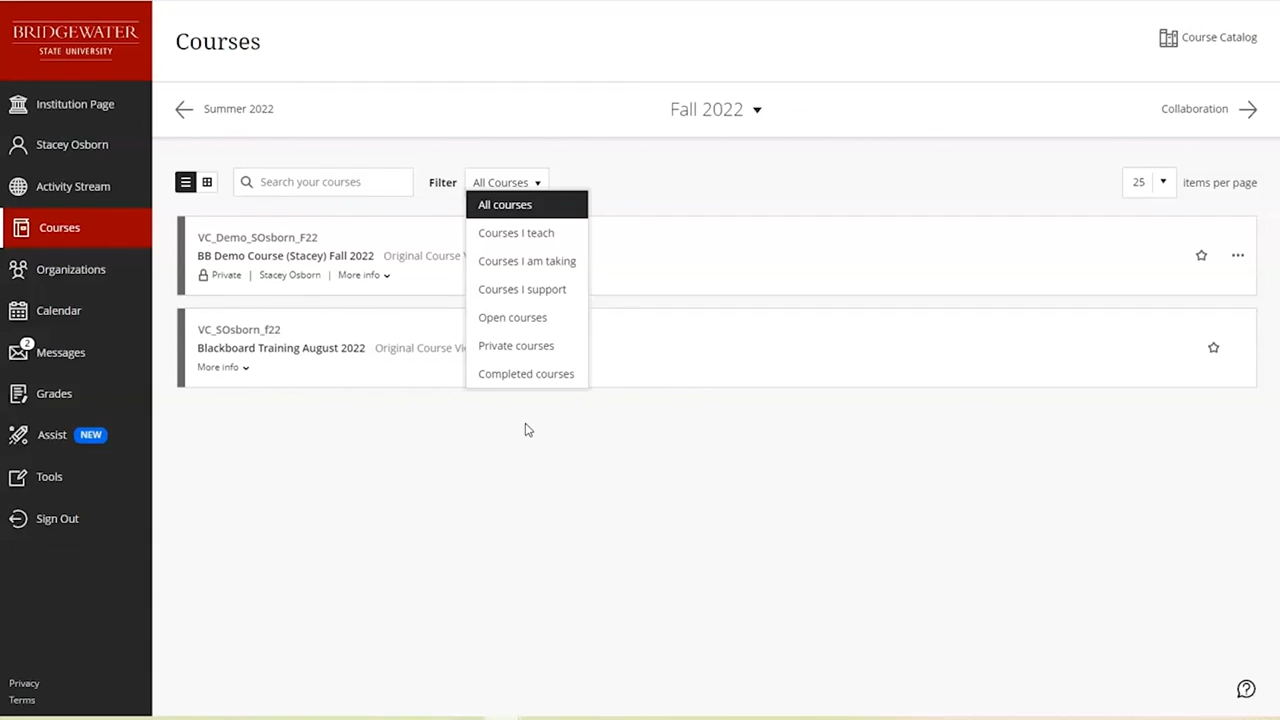 BRIDGEWATER
STATE UNIVERSITY
Institution Page
Stacey Osborn
Activity Stream
Courses
Organizations
Calendar
2
Messages
Grades
Assist NEW
Tools
Sign Out
Privacy
Terms
Courses
Course Catalog
Summer 2022
Fall 2022
Collaboration
Search your courses
Filter
All Courses
25
items per page
All courses
Courses I teach
Courses I am taking
Courses I support
Open courses
Private courses
Completed courses
VC_Demo_SOsborn_F22
BB Demo Course (Stacey) Fall 2022 Original Course
Private | Stacey Osborn | More info
VC_SOsborn_f22
Blackboard Training August 2022 Original Course
More info